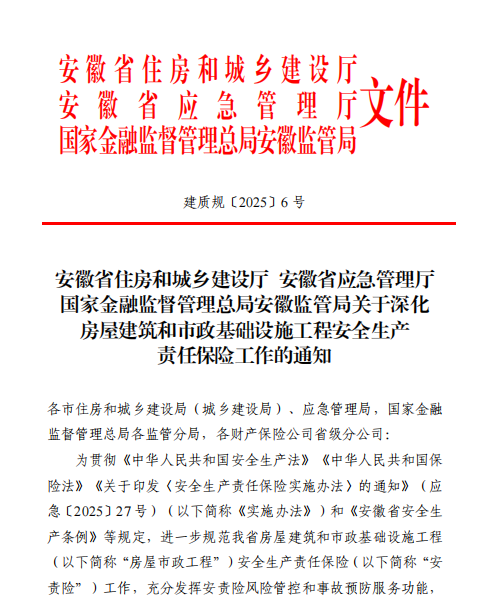 安徽省住房和城乡建设厅
安徽省应急管理厅文件
国家金融监督管理总局安徽监管局
建质规〔2025〕6号
安徽省住房和城乡建设厅 安徽省应急管理厅
国家金融监督管理总局安徽监管局关于深化
房屋建筑和市政基础设施工程安全生产
责任保险工作的通知
各市住房和城乡建设局（城乡建设局）、应急管理局，国家金融
监督管理总局各监管分局，各财产保险公司省级分公司：
为贯彻《中华人民共和国安全生产法》《中华人民共和国保
险法》《关于印发〈安全生产责任保险实施办法〉的通知》（应
急〔2025〕27号）（以下简称《实施办法》）和《安徽省安全生
产条例》等规定，进一步规范我省房屋建筑和市政基础设施工程
（以下简称“房屋市政工程”）安全生产责任保险（以下简称“安
责险”）工作，充分发挥安责险风险管控和事故预防服务功能，